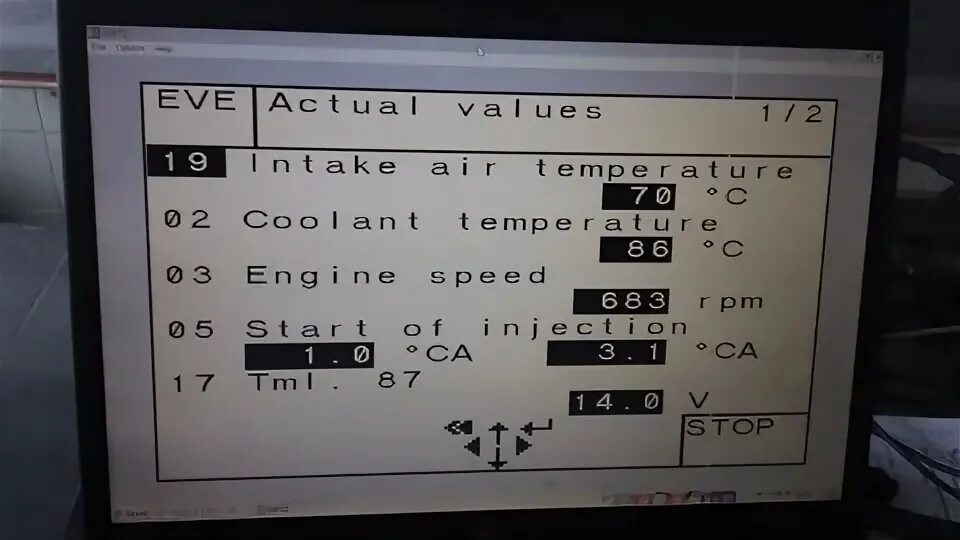 EVE Actual values 1/2
19 Intake air temperature
70 °C
02 Coolant temperature
86 °C
03 Engine speed
683 rpm
05 Start of injection
1.0 °CA 3.1 °CA
17 Tml. 87
14.0 V
STOP